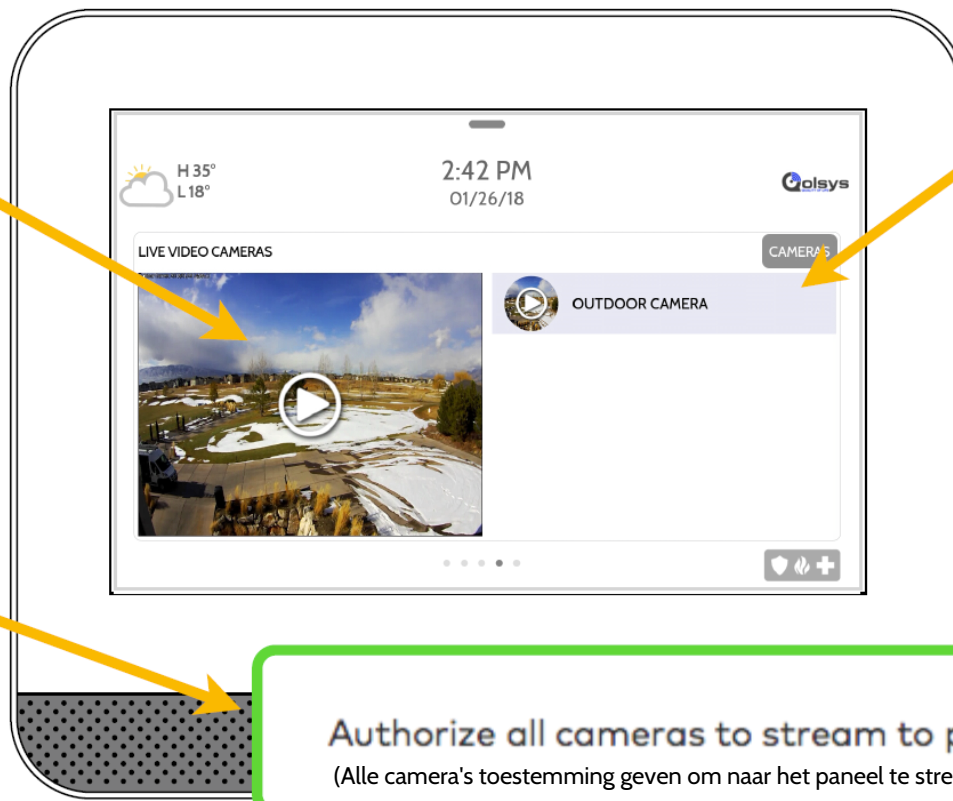 H 35°
L 18°
2:42 PM
01/26/18
Qolsys
LIVE VIDEO CAMERAS
CAMERAS
OUTDOOR CAMERA
Authorize all cameras to stream to p
(Alle camera's toestemming geven om naar het paneel te stre